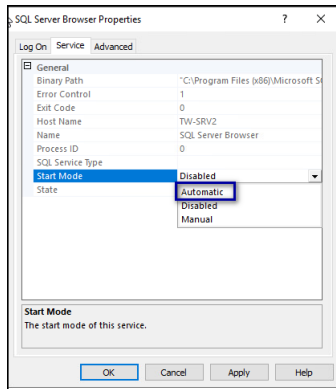 SQL Server Browser Properties ? ×
Log On Service Advanced
General
Binary Path "C:\Program Files (x86)\Microsoft S
Error Control 1
Exit Code 0
Host Name TW-SRV2
Name SQL Server Browser
Process ID 0
SQL Service Type
Start Mode Disabled
State Automatic
Disabled
Manual
Start Mode
The start mode of this service.
OK Cancel Apply Help